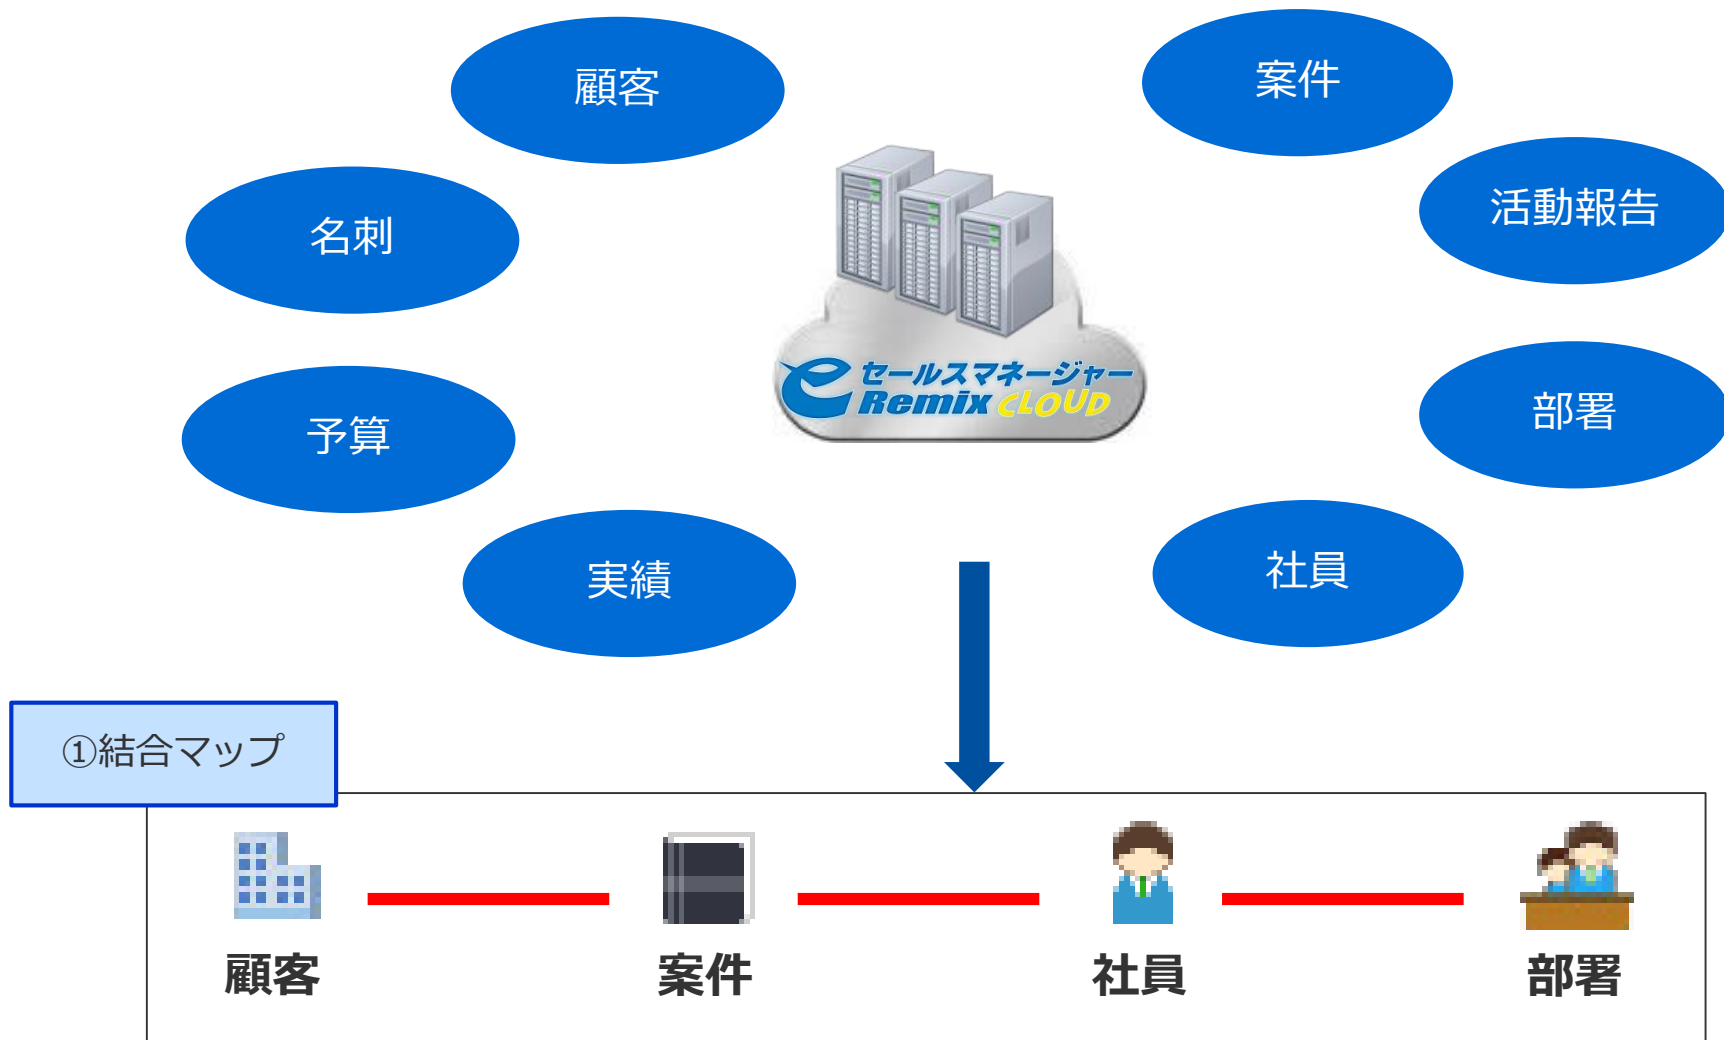 顧客
案件
名刺
活動報告
セールスマネージャー
Remix CLOUD
予算
部署
実績
社員
①結合マップ
顧客
案件
社員
部署